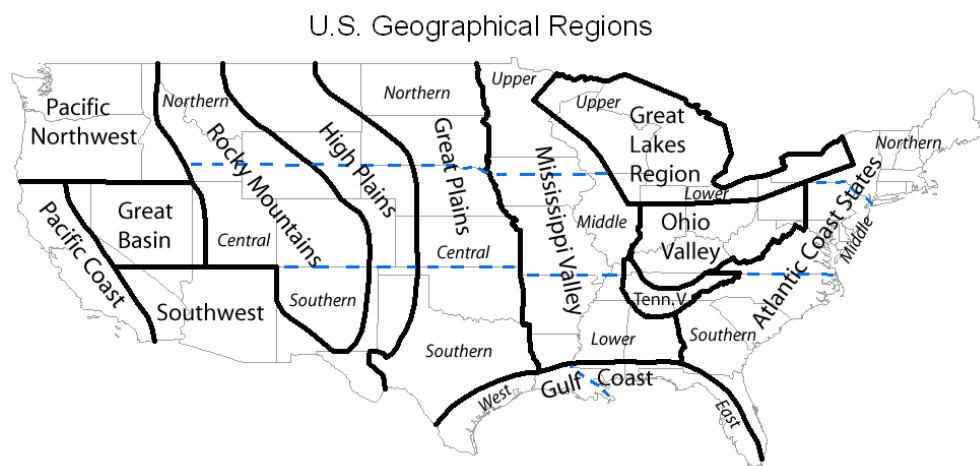 U.S. Geographical Regions
Pacific
Northwest
Northern
Rocky Mountains
High Plains
Northern
Great Plains
Upper
Mississippi Valley
Upper
Great
Lakes
Region
Lower
Northern
Atlantic Coast States
Middle
Pacific Coast
Great
Basin
Central
Central
Middle
Ohio
Valley
Southwest
Southern
Southern
Tenn. V.
Lower
Southern
West
Gulf Coast
East